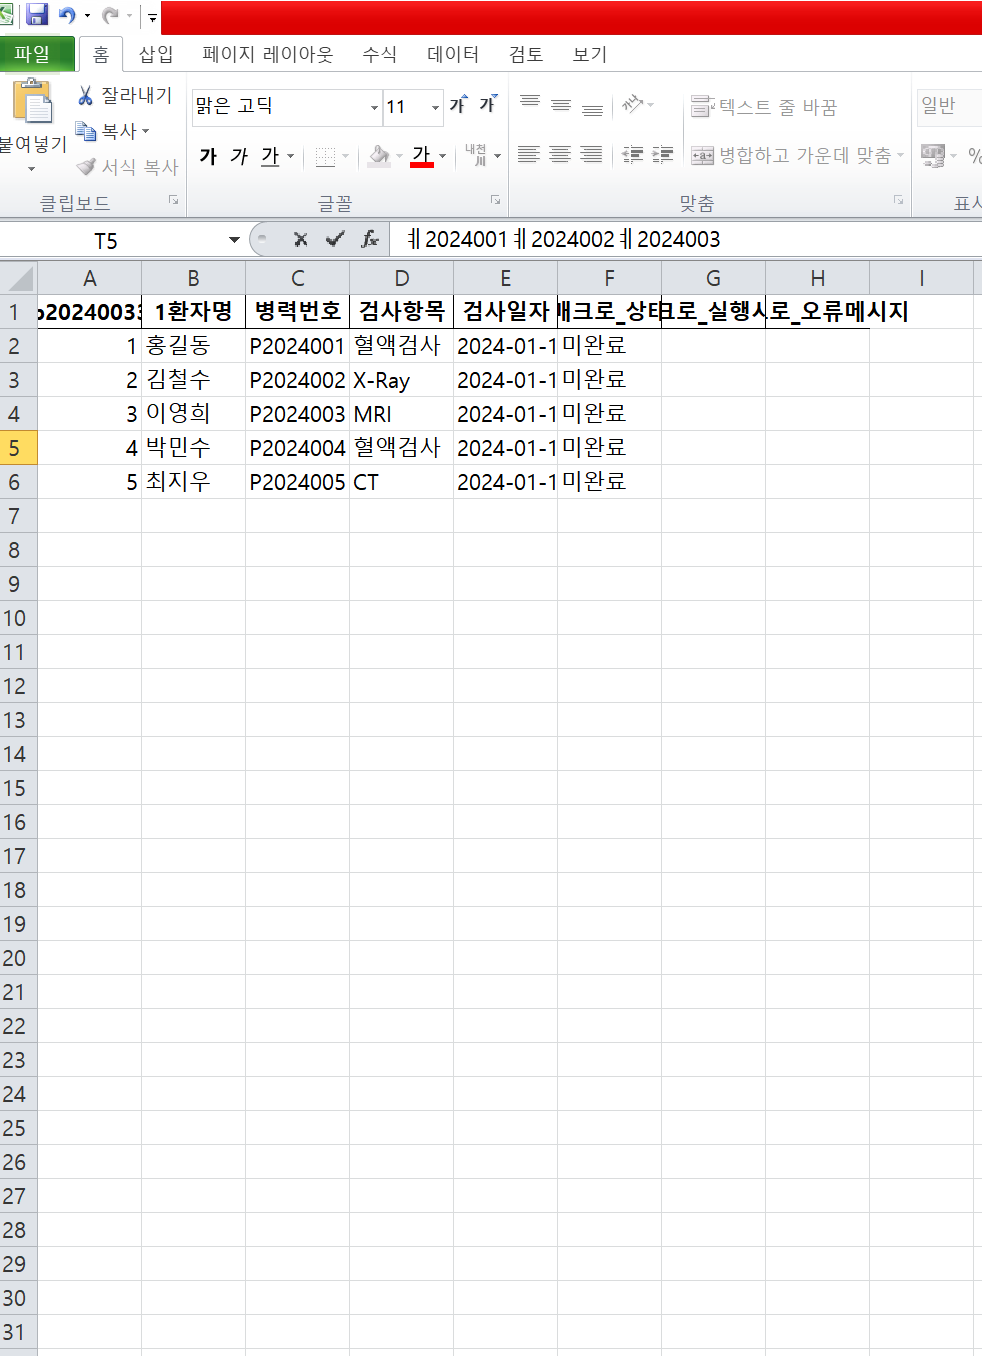 파일 홈 삽입 페이지 레이아웃 수식 데이터 검토 보기
붙여넣기
잘라내기
복사
서식 복사
클립보드
맑은 고딕 11 가 가
가 가 가 가 내천 川
글꼴
텍스트 줄 바꿈
병합하고 가운데 맞춤
맞춤
일반
%
표시
T5 fx ㅔ2024001ㅔ2024002ㅔ2024003
A B C D E F G H I
1 p2024003 1환자명 병력번호 검사항목 검사일자 매크로_상태 크로_실행시 로_오류메시지
2 1 홍길동 P2024001 혈액검사 2024-01-1 미완료
3 2 김철수 P2024002 X-Ray 2024-01-1 미완료
4 3 이영희 P2024003 MRI 2024-01-1 미완료
5 4 박민수 P2024004 혈액검사 2024-01-1 미완료
6 5 최지우 P2024005 CT 2024-01-1 미완료
7
8
9
10
11
12
13
14
15
16
17
18
19
20
21
22
23
24
25
26
27
28
29
30
31